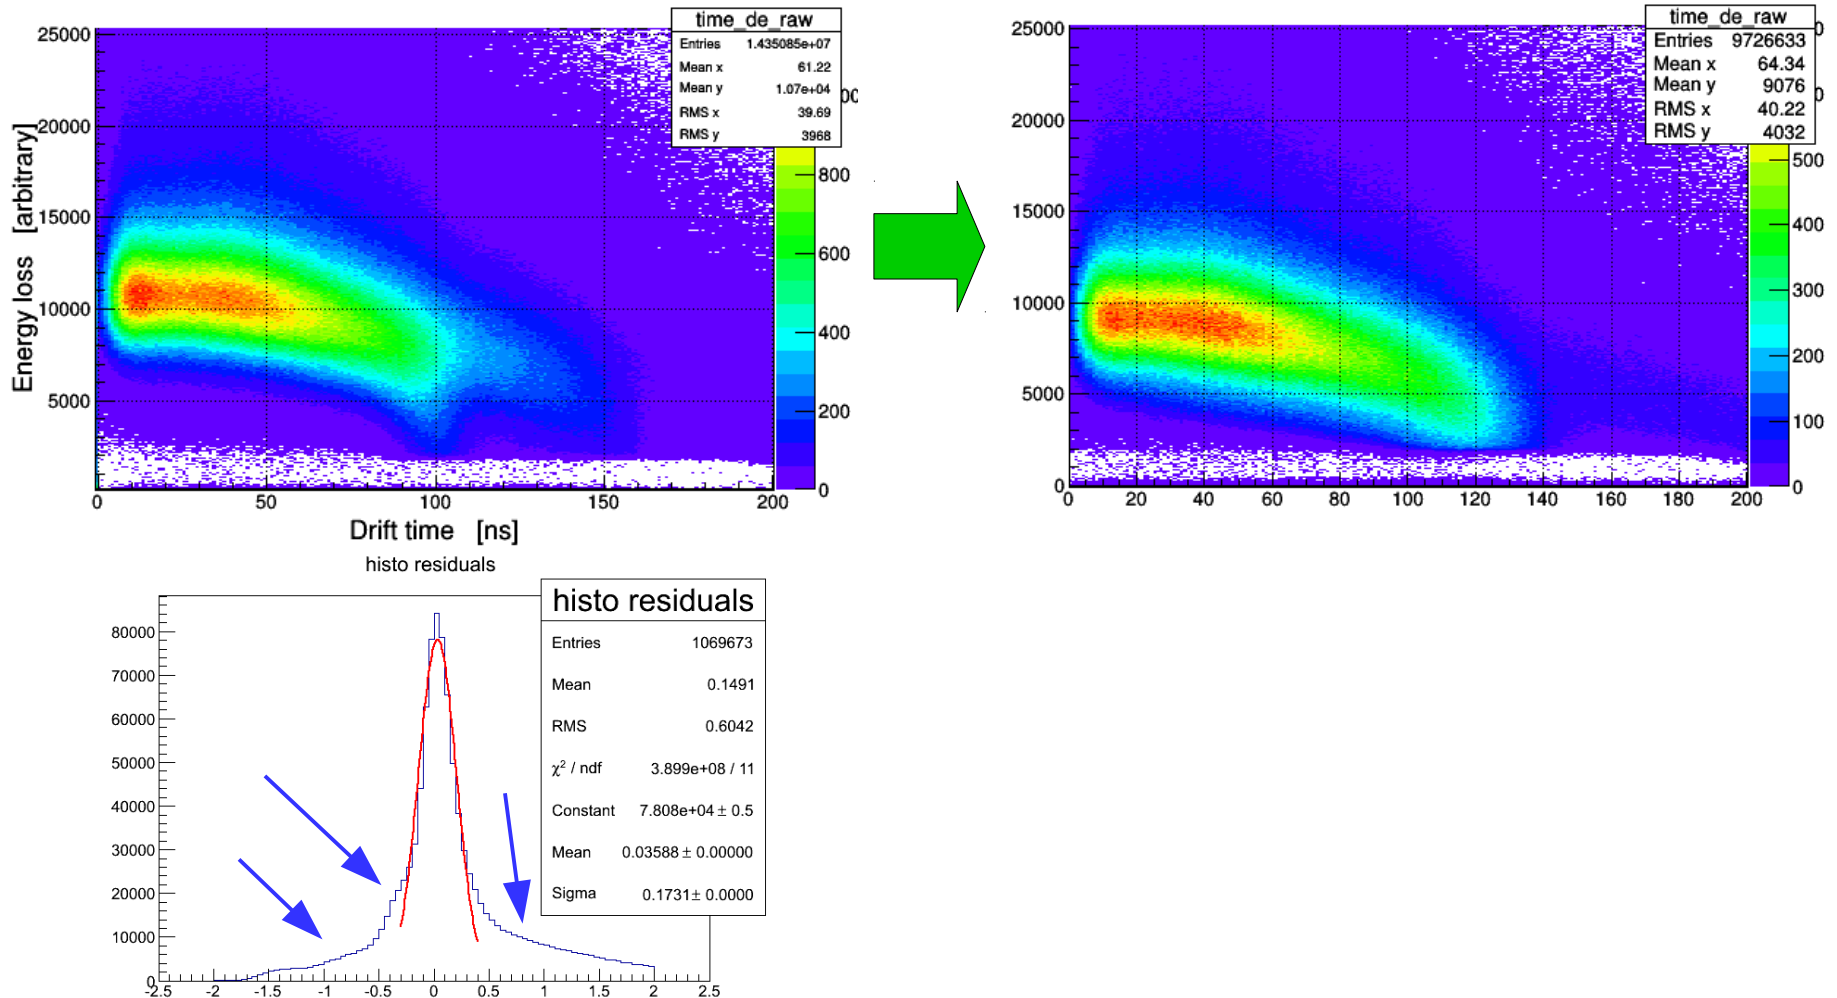 time_de_raw
Entries 1.435085e+07
Mean x 61.22
Mean y 1.07e+04
RMS x 39.69
RMS y 3968
25000
20000
15000
10000
5000
0
50
100
150
200
800
600
400
200
0
Energy loss [arbitrary]
Drift time [ns]
time_de_raw
Entries 9726633
Mean x 64.34
Mean y 9076
RMS x 40.22
RMS y 4032
25000
20000
15000
10000
5000
0
0
20
40
60
80
100
120
140
160
180
200
500
400
300
200
100
0
histo residuals
histo residuals
Entries 1069673
Mean 0.1491
RMS 0.6042
χ² / ndf 3.899e+08 / 11
Constant 7.808e+04 ± 0.5
Mean 0.03588 ± 0.00000
Sigma 0.1731± 0.0000
80000
70000
60000
50000
40000
30000
20000
10000
0
-2.5
-2
-1.5
-1
-0.5
0
0.5
1
1.5
2
2.5